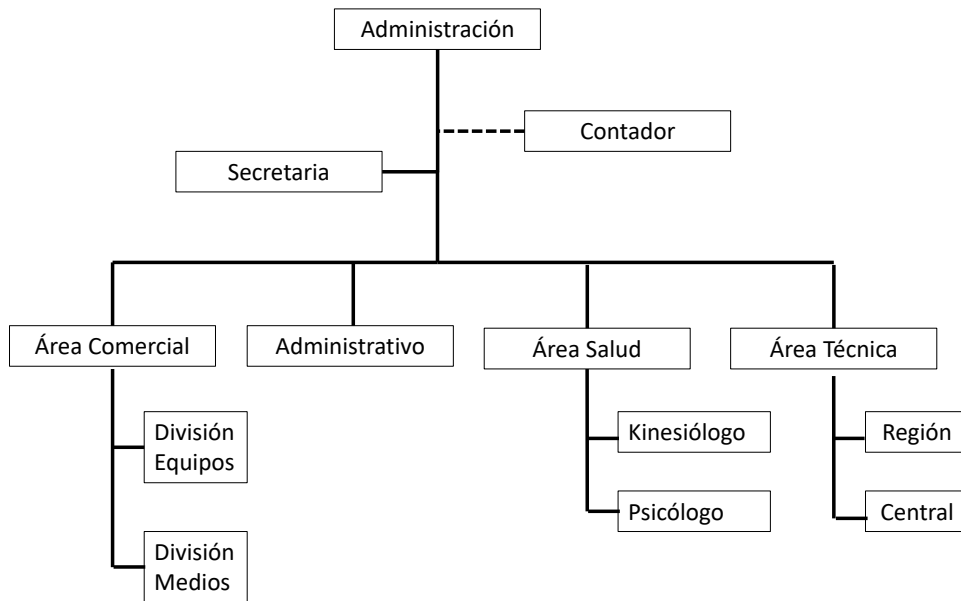 Administración
Contador
Secretaria
Área Comercial
Administrativo
Área Salud
Área Técnica
División
Equipos
Kinesiólogo
Región
Psicólogo
Central
División
Medios